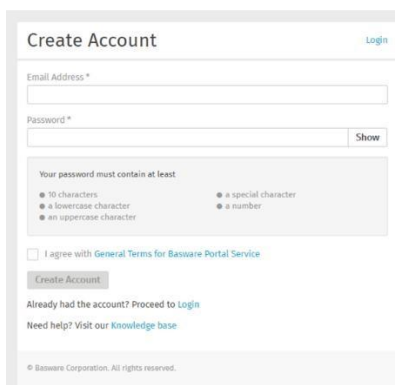 Create Account Login
Email Address *
Password *
Show
Your password must contain at least
10 characters a special character
a lowercase character a number
an uppercase character
I agree with General Terms for Basware Portal Service
Create Account
Already had the account? Proceed to Login
Need help? Visit our Knowledge base
© Basware Corporation. All rights reserved.